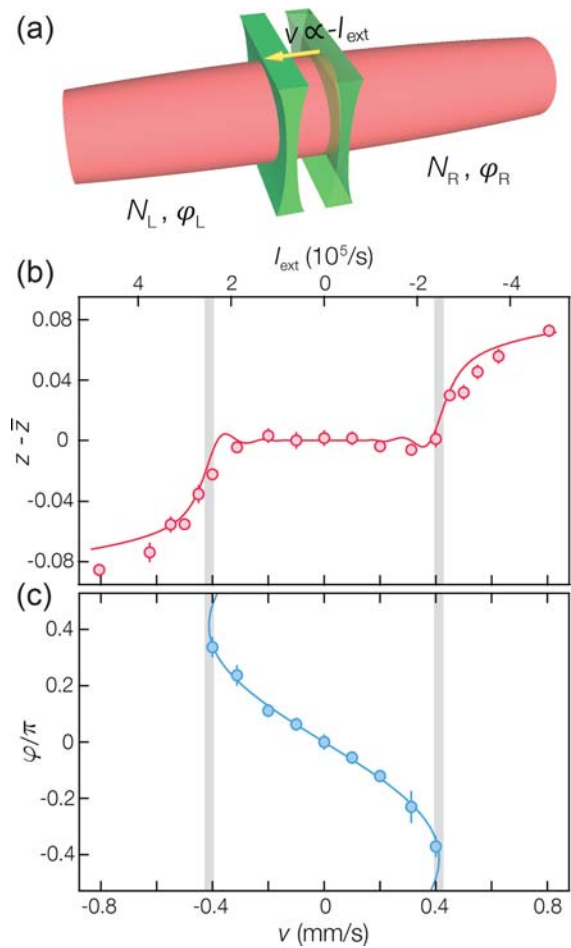 (a)
v ∝ -I_ext
N_L , φ_L
N_R , φ_R
(b)
I_ext (10^5/s)
4 2 0 -2 -4
0.08
0.04
0
-0.04
-0.08
z - z̄
(c)
0.4
0.2
0
-0.2
-0.4
φ/π
-0.8 -0.4 0 0.4 0.8
v (mm/s)